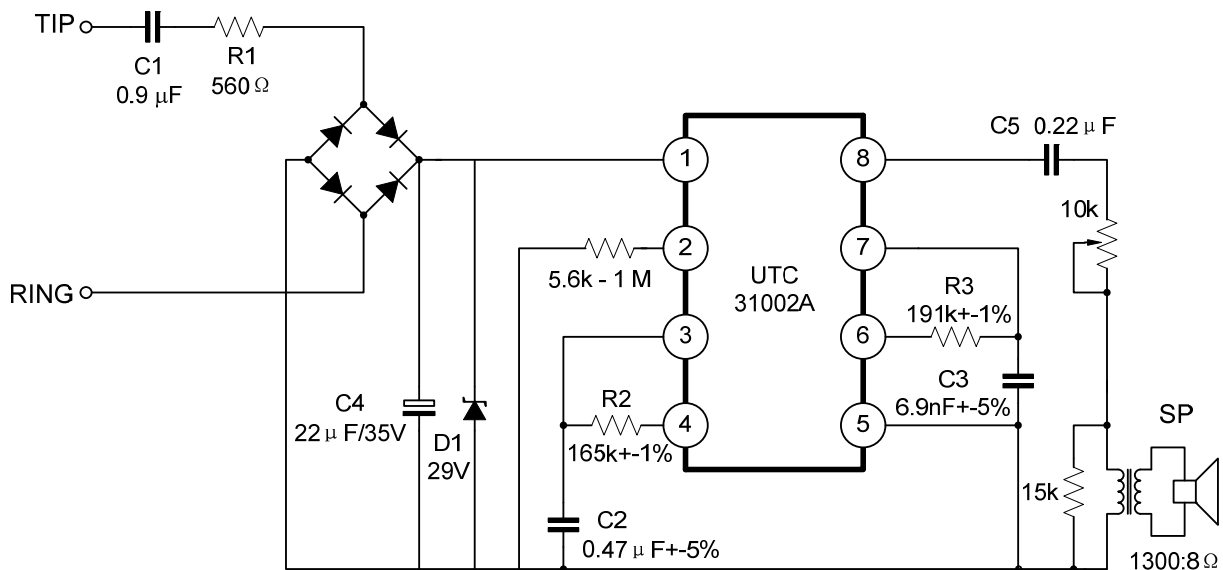 TIP
C1
0.9 μF
R1
560 Ω
RING
C4
22 μ F/35V
D1
29V
1
2
3
4
5.6k - 1 M
R2
165k+-1%
C2
0.47 μ F+-5%
UTC
31002A
8
7
6
5
C5 0.22 μ F
10k
R3
191k+-1%
C3
6.9nF+-5%
15k
SP
1300:8 Ω